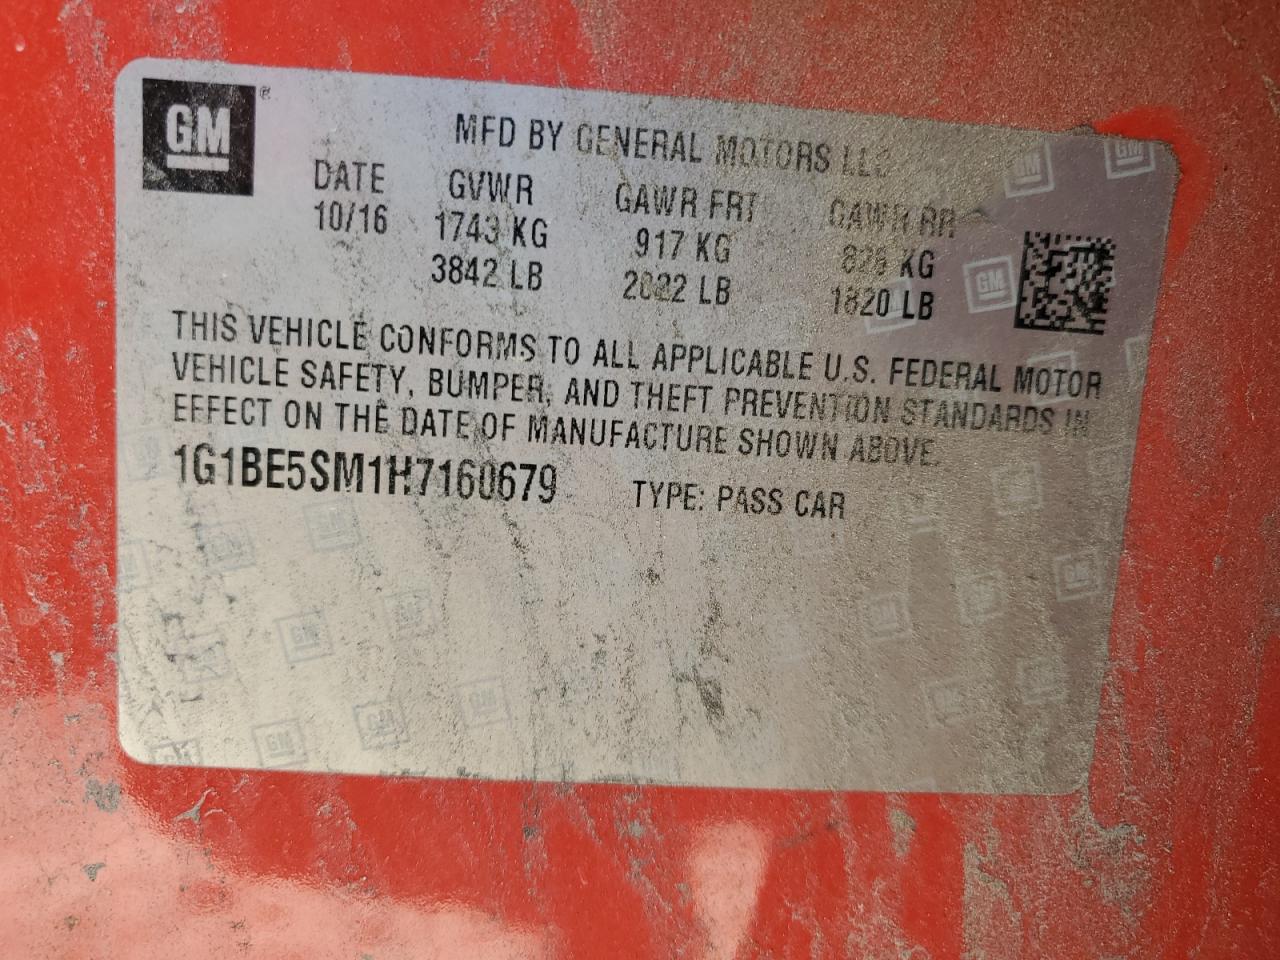 GM®
MFD BY GENERAL MOTORS LLC
DATE GVWR GAWR FRT GAWR RR
10/16 1743 KG 917 KG KG
3842 LB 2022 LB 1820 LB
THIS VEHICLE CONFORMS TO ALL APPLICABLE U.S. FEDERAL MOTOR
VEHICLE SAFETY, BUMPER, AND THEFT PREVENTION STANDARDS IN
EFFECT ON THE DATE OF MANUFACTURE SHOWN ABOVE.
1G1BE5SM1H7160679 TYPE: PASS CAR